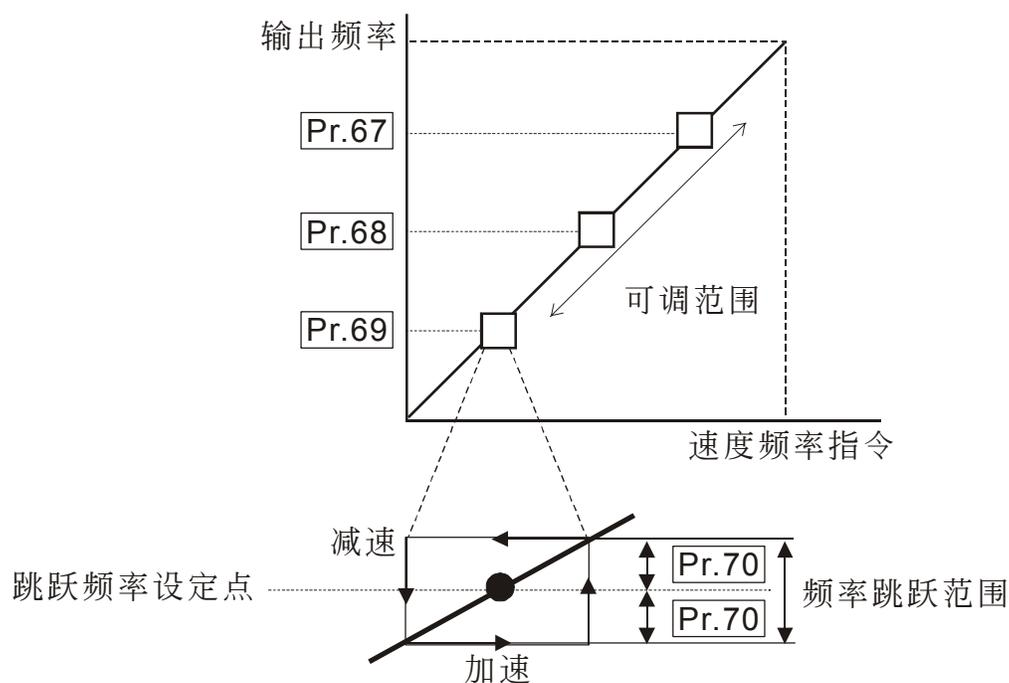 输出频率
Pr.67
Pr.68
Pr.69
可调范围
速度频率指令
减速
跳跃频率设定点
Pr.70
Pr.70
频率跳跃范围
加速